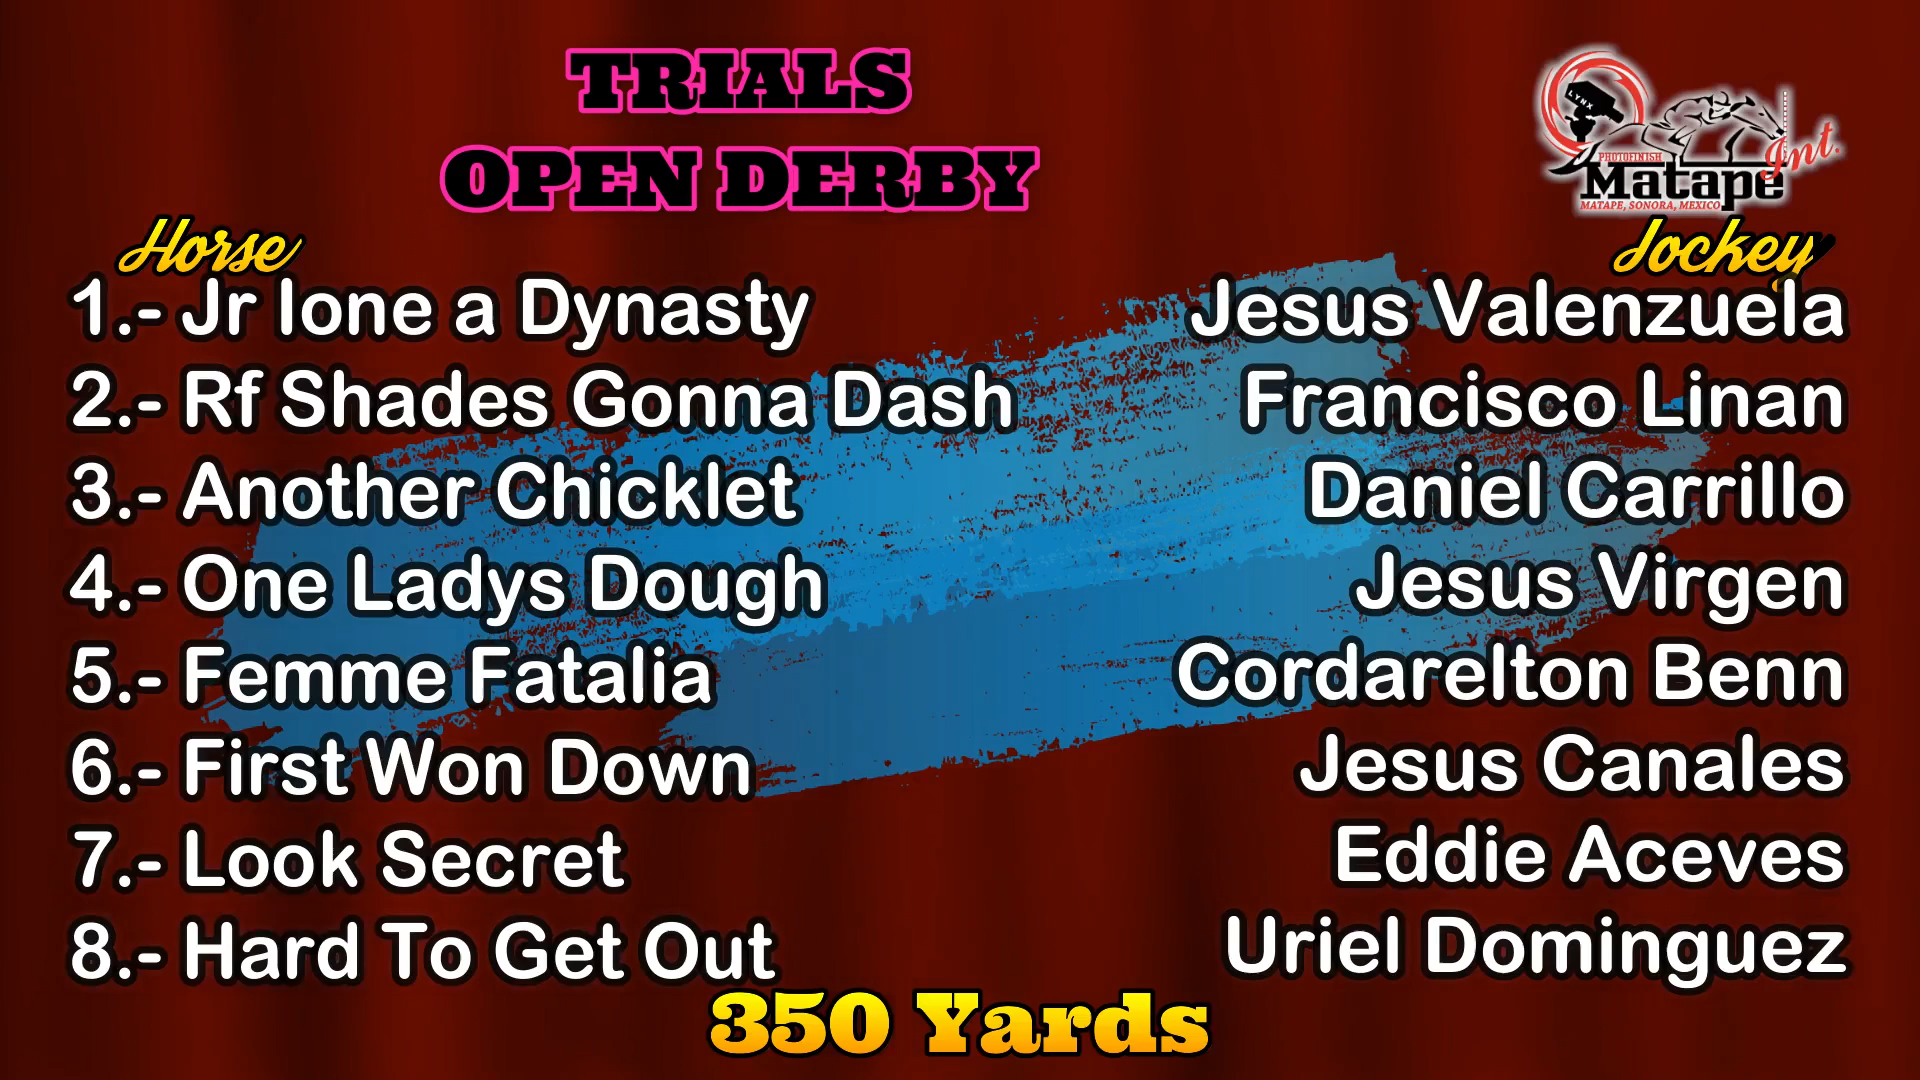 TRIALS
OPEN DERBY
LYNX
PHOTOFINISH
Matape Int.
MATAPE, SONORA, MEXICO
Horse Jockey
1.- Jr Ione a Dynasty Jesus Valenzuela
2.- Rf Shades Gonna Dash Francisco Linan
3.- Another Chicklet Daniel Carrillo
4.- One Ladys Dough Jesus Virgen
5.- Femme Fatalia Cordarelton Benn
6.- First Won Down Jesus Canales
7.- Look Secret Eddie Aceves
8.- Hard To Get Out Uriel Dominguez
350 Yards